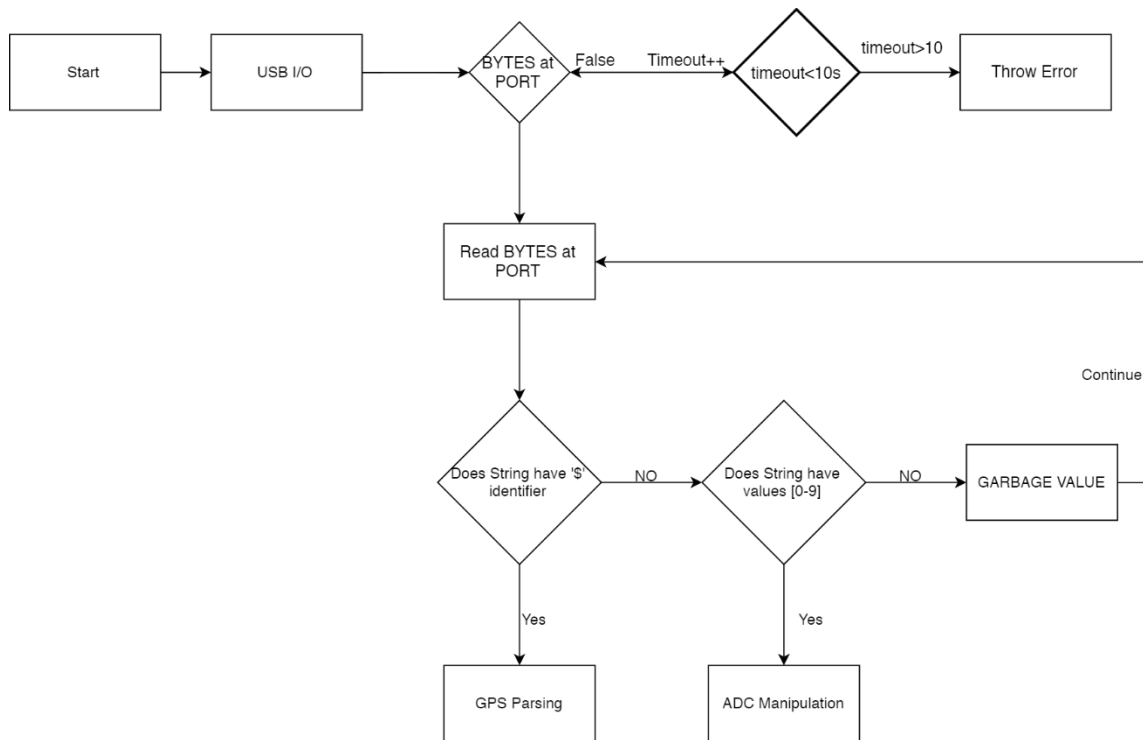 Start
USB I/O
BYTES at
PORT
False
Timeout++
timeout<10s
timeout>10
Throw Error
Read BYTES at
PORT
Continue
Does String have '$'
identifier
NO
Does String have
values [0-9]
NO
GARBAGE VALUE
Yes
Yes
GPS Parsing
ADC Manipulation